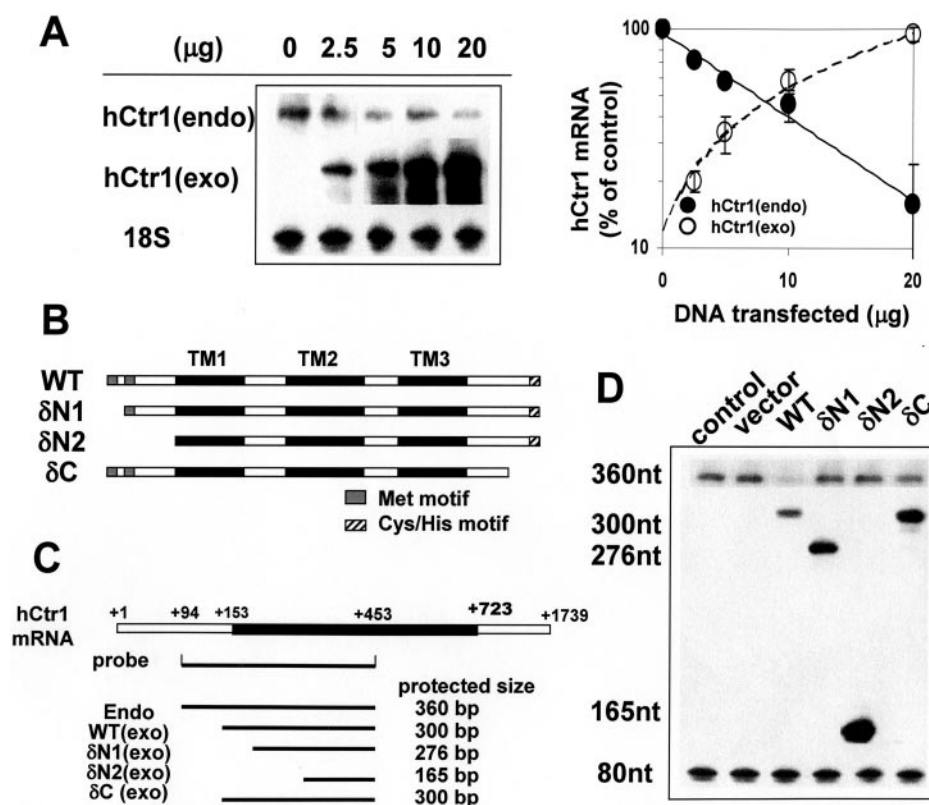 A
(μg) 0 2.5 5 10 20
hCtr1(endo)
hCtr1(exo)
18S
hCtr1 mRNA
(% of control)
100
10
hCtr1(endo)
hCtr1(exo)
0 10 20
DNA transfected (μg)
B
TM1 TM2 TM3
WT
δN1
δN2
δC
Met motif
Cys/His motif
C
hCtr1
mRNA
+1 +94 +153 +453 +723 +1739
probe
protected size
Endo 360 bp
WT(exo) 300 bp
δN1(exo) 276 bp
δN2(exo) 165 bp
δC (exo) 300 bp
D
control vector WT δN1 δN2 δC
360nt
300nt
276nt
165nt
80nt